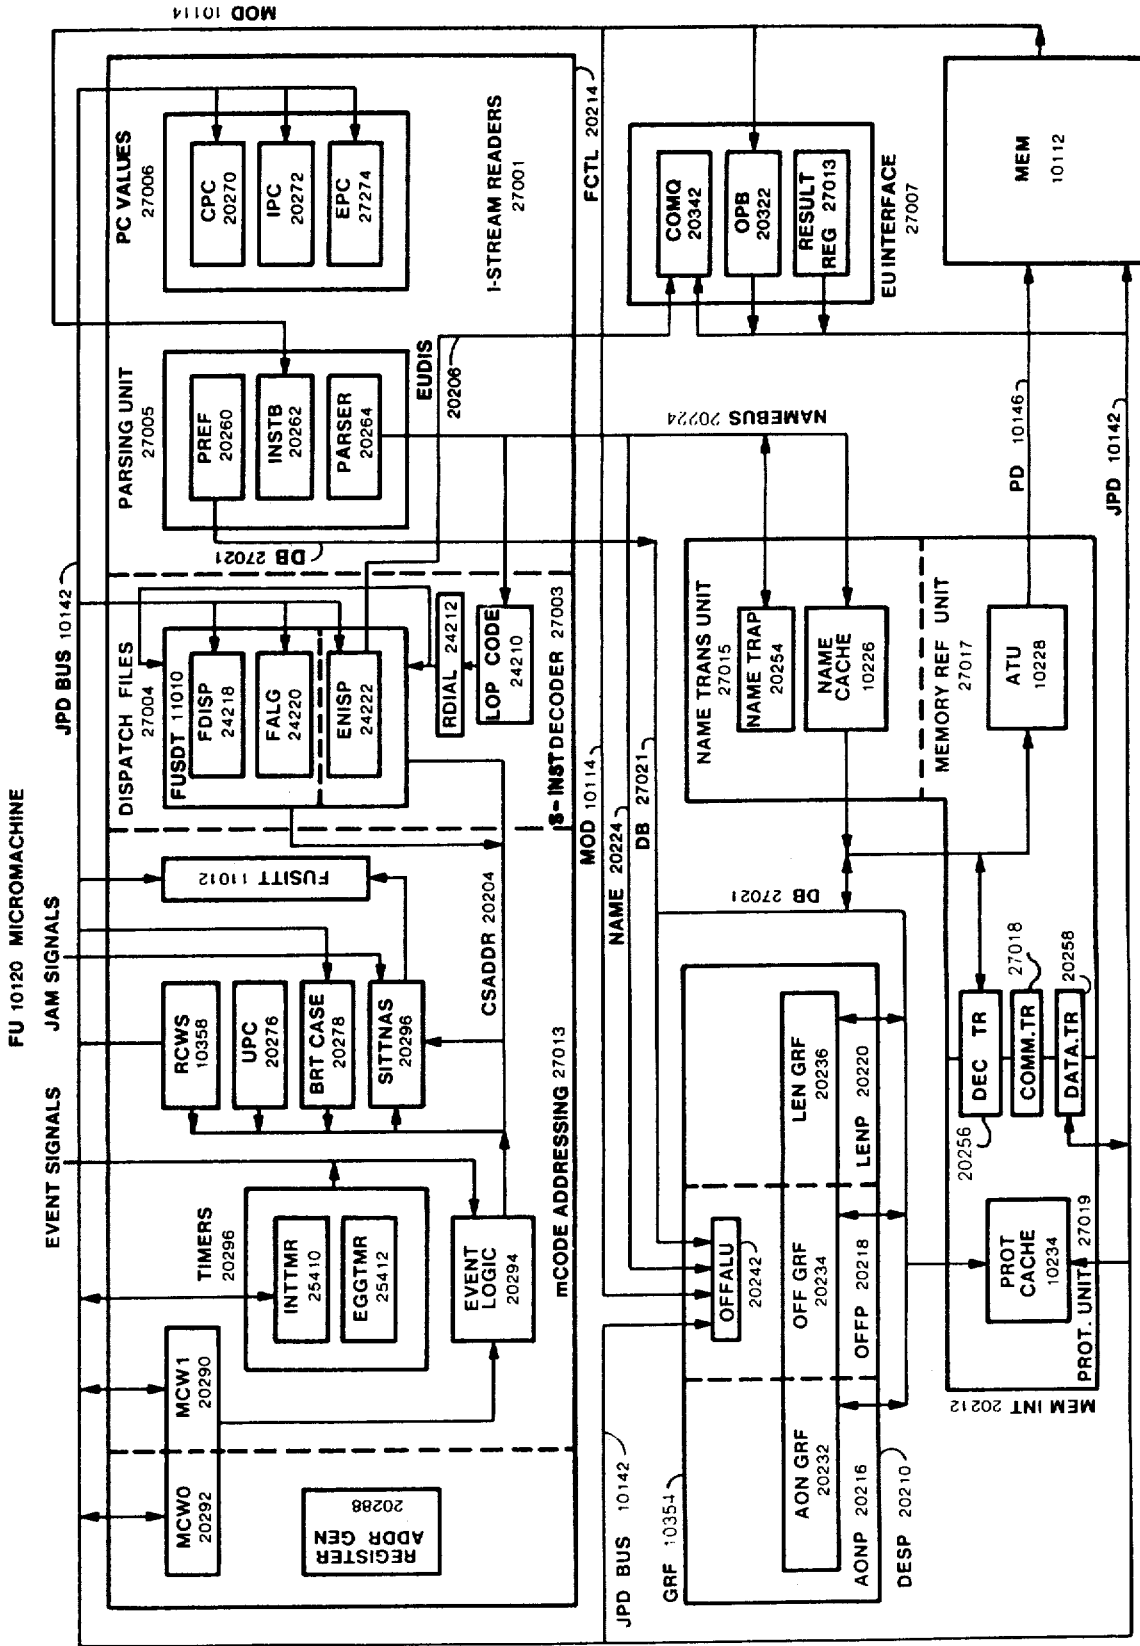 FU 10120 MICROMACHINE
EVENT SIGNALS
JAM SIGNALS
JPD BUS 10142
MOD 10114
MCW0
20292
MCW1
20290
TIMERS
20296
INTTMR
25410
EGGTMR
25412
EVENT
LOGIC
20294
REGISTER
ADDR GEN
20288
mCODE ADDRESSING 27013
RCWS
10358
UPC
20276
BRT CASE
20278
SITTNAS
20296
FUSITT 11012
CSADDR 20204
DISPATCH FILES
27004
FUSDT 11010
FDISP
24218
FALG
24220
ENISP
24222
RDIAL 24212
LOP CODE
24210
S-INST DECODER 27003
DB 27021
PARSING UNIT
27005
PREF
20260
INSTB
20262
PARSER
20264
EUDIS
20206
PC VALUES
27006
CPC
20270
IPC
20272
EPC
27274
I-STREAM READERS
27001
FCTL 20214
JPD BUS 10142
MOD 10114
NAME 20224
DB 27021
NAMEBUS 20224
COMQ
20342
OPB
20322
RESULT
REG 27013
EU INTERFACE
27007
GRF 10354
OFFALU
20242
AON GRF
20232
OFF GRF
20234
LEN GRF
20236
AONP 20216
OFFP 20218
LENP 20220
DESP 20210
DB 27021
NAME TRANS UNIT
27015
NAME TRAP
20254
NAME
CACHE
10226
MEMORY REF UNIT
27017
ATU
10228
PD 10146
JPD 10142
MEM
10112
20256
DEC TR
COMM.TR
27018
DATA.TR
20258
PROT
CACHE
10234
PROT. UNIT 27019
MEM INT 20212